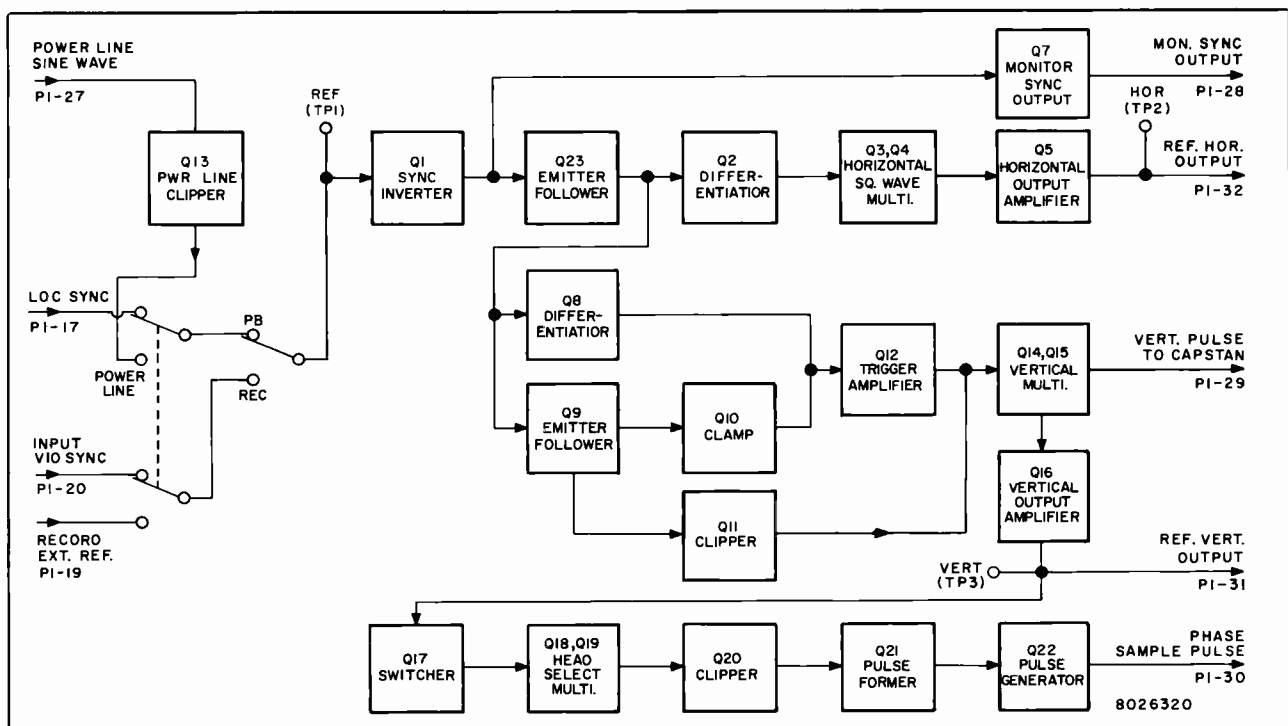 POWER LINE
SINE WAVE
P1-27
Q13
PWR LINE
CLIPPER
REF
(TP1)
Q1
SYNC
INVERTER
Q23
EMITTER
FOLLOWER
Q2
DIFFER-
ENTIATIOR
Q3,Q4
HORIZONTAL
SQ. WAVE
MULTI.
Q5
HORIZONTAL
OUTPUT
AMPLIFIER
Q7
MONITOR
SYNC
OUTPUT
MON. SYNC
OUTPUT
P1-28
HOR
(TP2)
REF. HOR.
OUTPUT
P1-32
LOC SYNC
P1-17
PB
POWER
LINE
REC
INPUT
VIO SYNC
P1-20
RECORD
EXT. REF.
P1-19
Q8
DIFFER-
ENTIATIOR
Q9
EMITTER
FOLLOWER
Q10
CLAMP
Q11
CLIPPER
Q12
TRIGGER
AMPLIFIER
Q14,Q15
VERTICAL
MULTI.
VERT. PULSE
TO CAPSTAN
P1-29
Q16
VERTICAL
OUTPUT
AMPLIFIER
VERT
(TP3)
REF. VERT.
OUTPUT
P1-31
Q17
SWITCHER
Q18,Q19
HEAO
SELECT
MULTI.
Q20
CLIPPER
Q21
PULSE
FORMER
Q22
PULSE
GENERATOR
PHASE
SAMPLE PULSE
P1-30
8026320